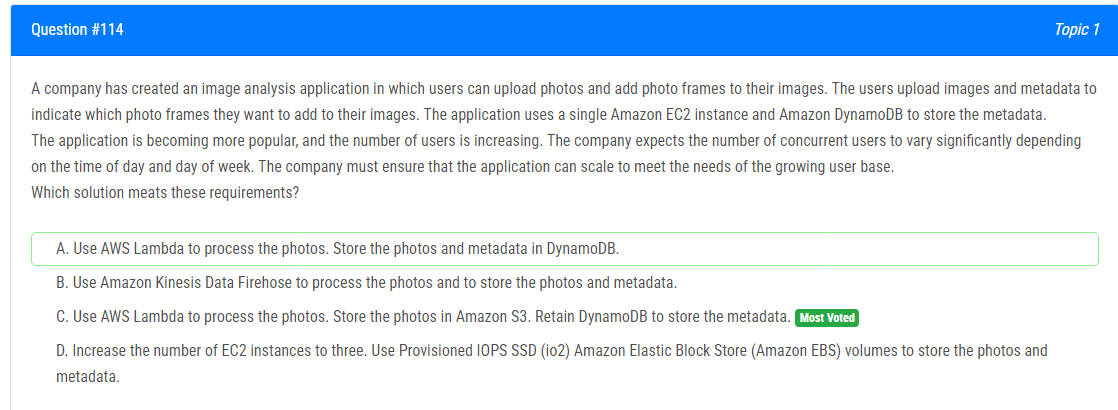 Question #114
Topic 1
A company has created an image analysis application in which users can upload photos and add photo frames to their images. The users upload images and metadata to
indicate which photo frames they want to add to their images. The application uses a single Amazon EC2 instance and Amazon DynamoDB to store the metadata.
The application is becoming more popular, and the number of users is increasing. The company expects the number of concurrent users to vary significantly depending
on the time of day and day of week. The company must ensure that the application can scale to meet the needs of the growing user base.
Which solution meats these requirements?
A. Use AWS Lambda to process the photos. Store the photos and metadata in DynamoDB.
B. Use Amazon Kinesis Data Firehose to process the photos and to store the photos and metadata.
C. Use AWS Lambda to process the photos. Store the photos in Amazon S3. Retain DynamoDB to store the metadata. Most Voted
D. Increase the number of EC2 instances to three. Use Provisioned IOPS SSD (io2) Amazon Elastic Block Store (Amazon EBS) volumes to store the photos and
metadata.